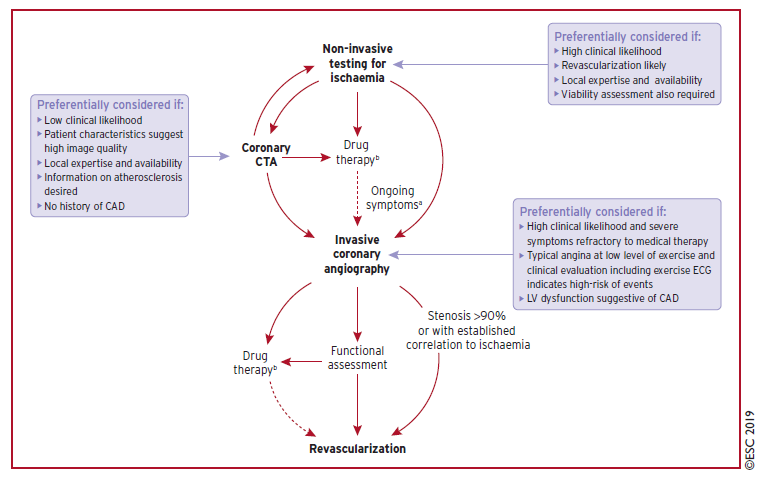 Preferentially considered if:
▸ High clinical likelihood
▸ Revascularization likely
▸ Local expertise and availability
▸ Viability assessment also required
Non-invasive
testing for
ischaemia
Preferentially considered if:
▸ Low clinical likelihood
▸ Patient characteristics suggest
high image quality
▸ Local expertise and availability
▸ Information on atherosclerosis
desired
▸ No history of CAD
Coronary
CTA
Drug
therapyᵇ
Ongoing
symptomsᵃ
Preferentially considered if:
▸ High clinical likelihood and severe
symptoms refractory to medical therapy
▸ Typical angina at low level of exercise and
clinical evaluation including exercise ECG
indicates high-risk of events
▸ LV dysfunction suggestive of CAD
Invasive
coronary
angiography
Stenosis >90%
or with established
correlation to ischaemia
Drug
therapyᵇ
Functional
assessment
Revascularization
©ESC 2019